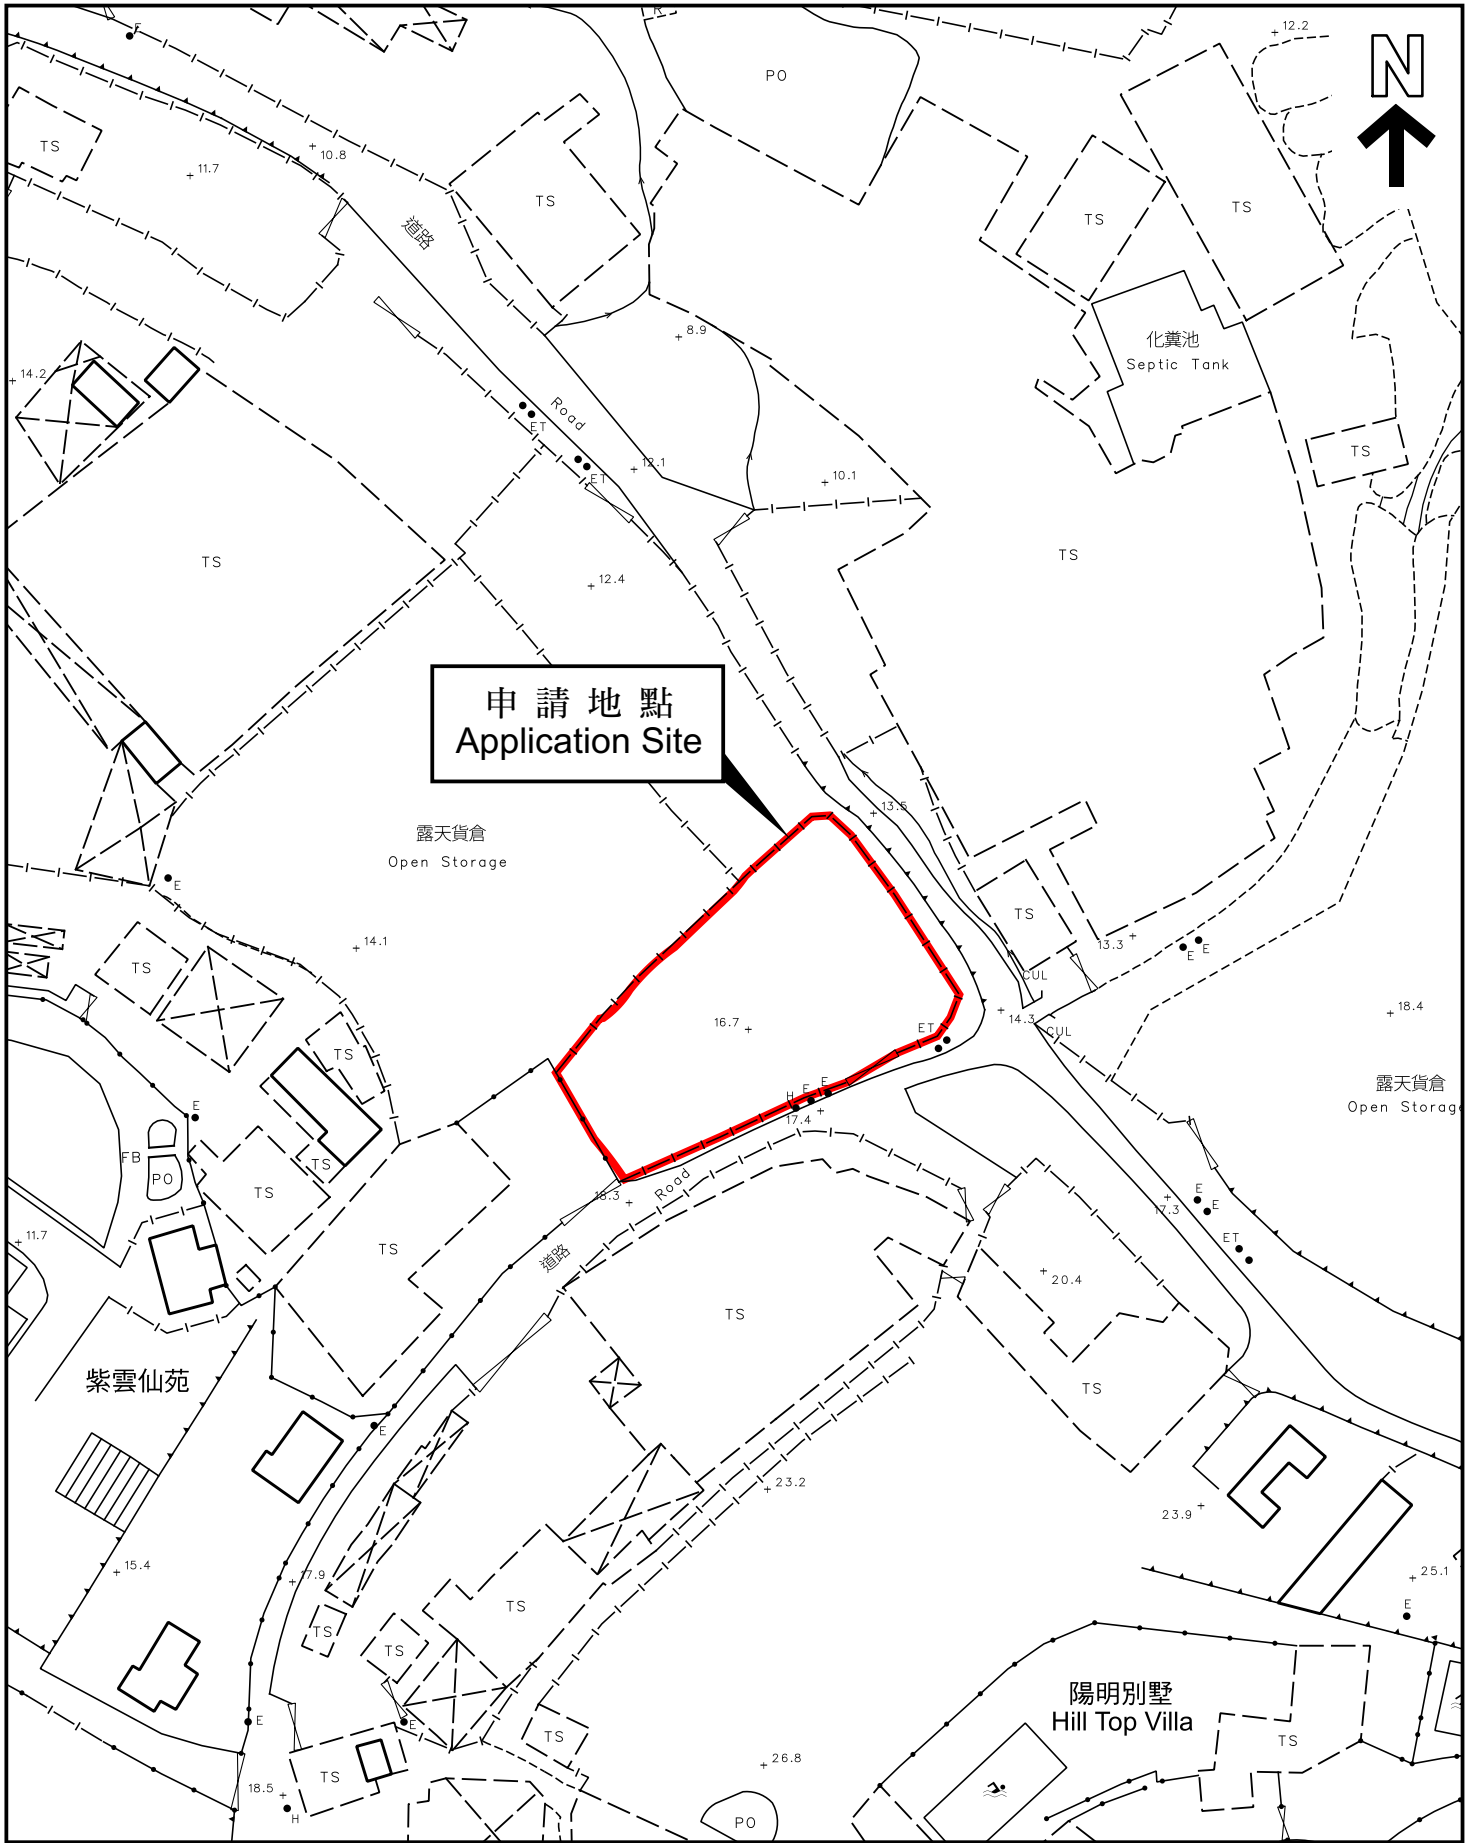 E
R
PO
12.2
N
TS
11.7
10.8
TS
TS
TS
道路
8.9
化糞池
Septic Tank
14.2
Road
ET
ET
12.1
10.1
TS
TS
TS
12.4
申請地點
Application Site
13.5
露天貨倉
Open Storage
E
TS
14.1
TS
13.3
E
E
CUL
CUL
16.7
ET
14.3
18.4
TS
露天貨倉
Open Storage
E
H
E
E
17.4
FB
PO
TS
TS
18.3
Road
道路
17.3
E
E
ET
11.7
TS
20.4
TS
紫雲仙苑
TS
E
23.2
23.9
15.4
17.9
25.1
E
TS
TS
TS
陽明別墅
Hill Top Villa
E
E
TS
TS
26.8
TS
18.5
H
PO